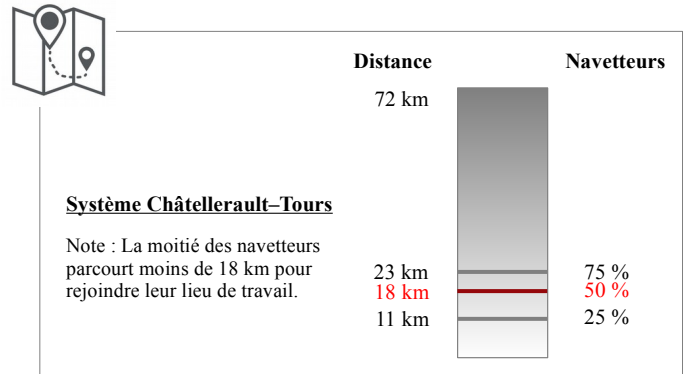 Distance Navetteurs
72 km
Système Châtellerault–Tours
Note : La moitié des navetteurs
parcourt moins de 18 km pour
rejoindre leur lieu de travail.
23 km 75 %
18 km 50 %
11 km 25 %